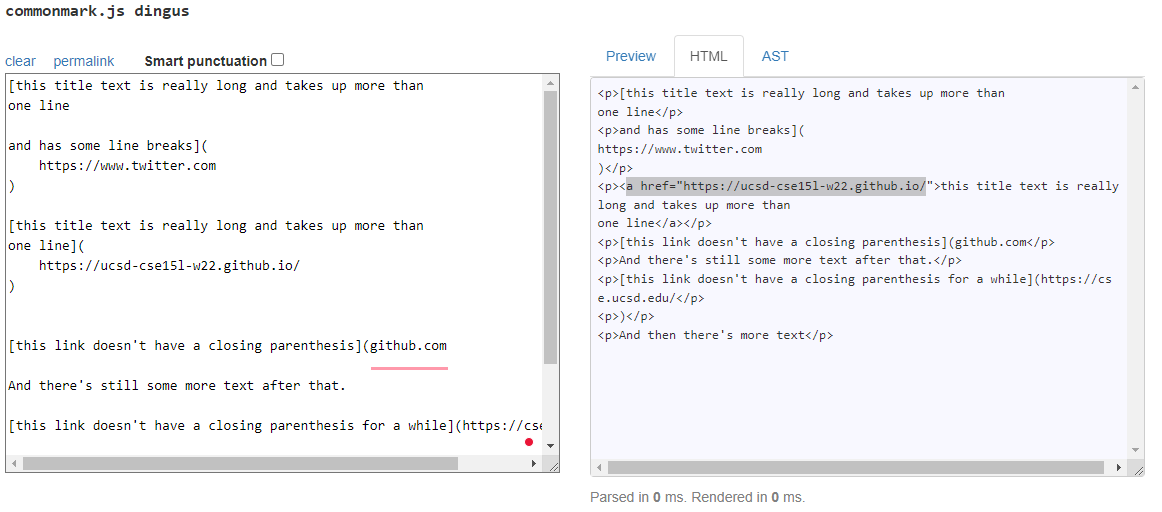 commonmark.js dingus
clear permalink Smart punctuation
[this title text is really long and takes up more than
one line
and has some line breaks](
https://www.twitter.com
)
[this title text is really long and takes up more than
one line](
https://ucsd-cse15l-w22.github.io/
)
[this link doesn't have a closing parenthesis](github.com
And there's still some more text after that.
[this link doesn't have a closing parenthesis for a while](https://cse
Preview HTML AST
<p>[this title text is really long and takes up more than
one line</p>
<p>and has some line breaks](
https://www.twitter.com
)</p>
<p><a href="https://ucsd-cse15l-w22.github.io/">this title text is really
long and takes up more than
one line</a></p>
<p>[this link doesn't have a closing parenthesis](github.com</p>
<p>And there's still some more text after that.</p>
<p>[this link doesn't have a closing parenthesis for a while](https://cs
e.ucsd.edu/</p>
<p>)</p>
<p>And then there's more text</p>
Parsed in 0 ms. Rendered in 0 ms.